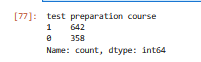 [77]: test preparation course
1 642
0 358
Name: count, dtype: int64